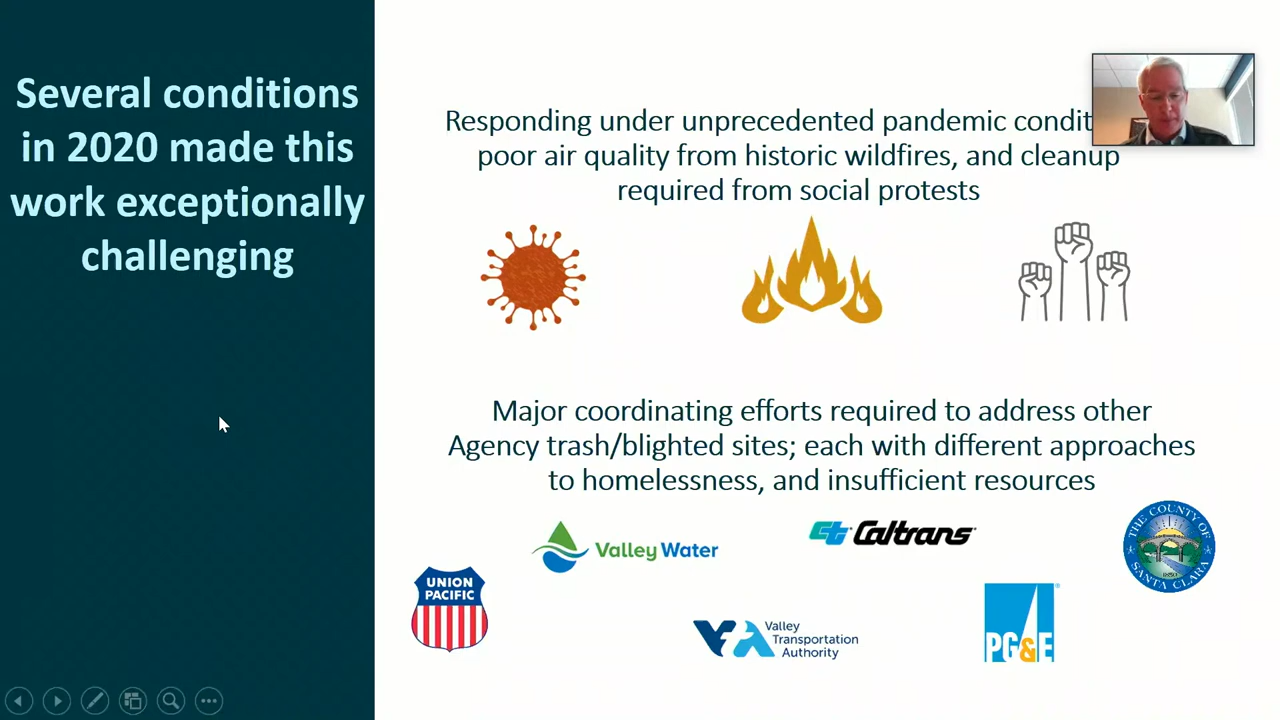 Several conditions
in 2020 made this
work exceptionally
challenging
Responding under unprecedented pandemic
poor air quality from historic wildfires, and cleanup
required from social protests
Major coordinating efforts required to address other
Agency trash/blighted sites; each with different approaches
to homelessness, and insufficient resources
Valley Water
ct Caltrans
THE COUNTY OF
SANTA CLARA
1850
UNION
PACIFIC
VTA Valley
Transportation
Authority
PG&E